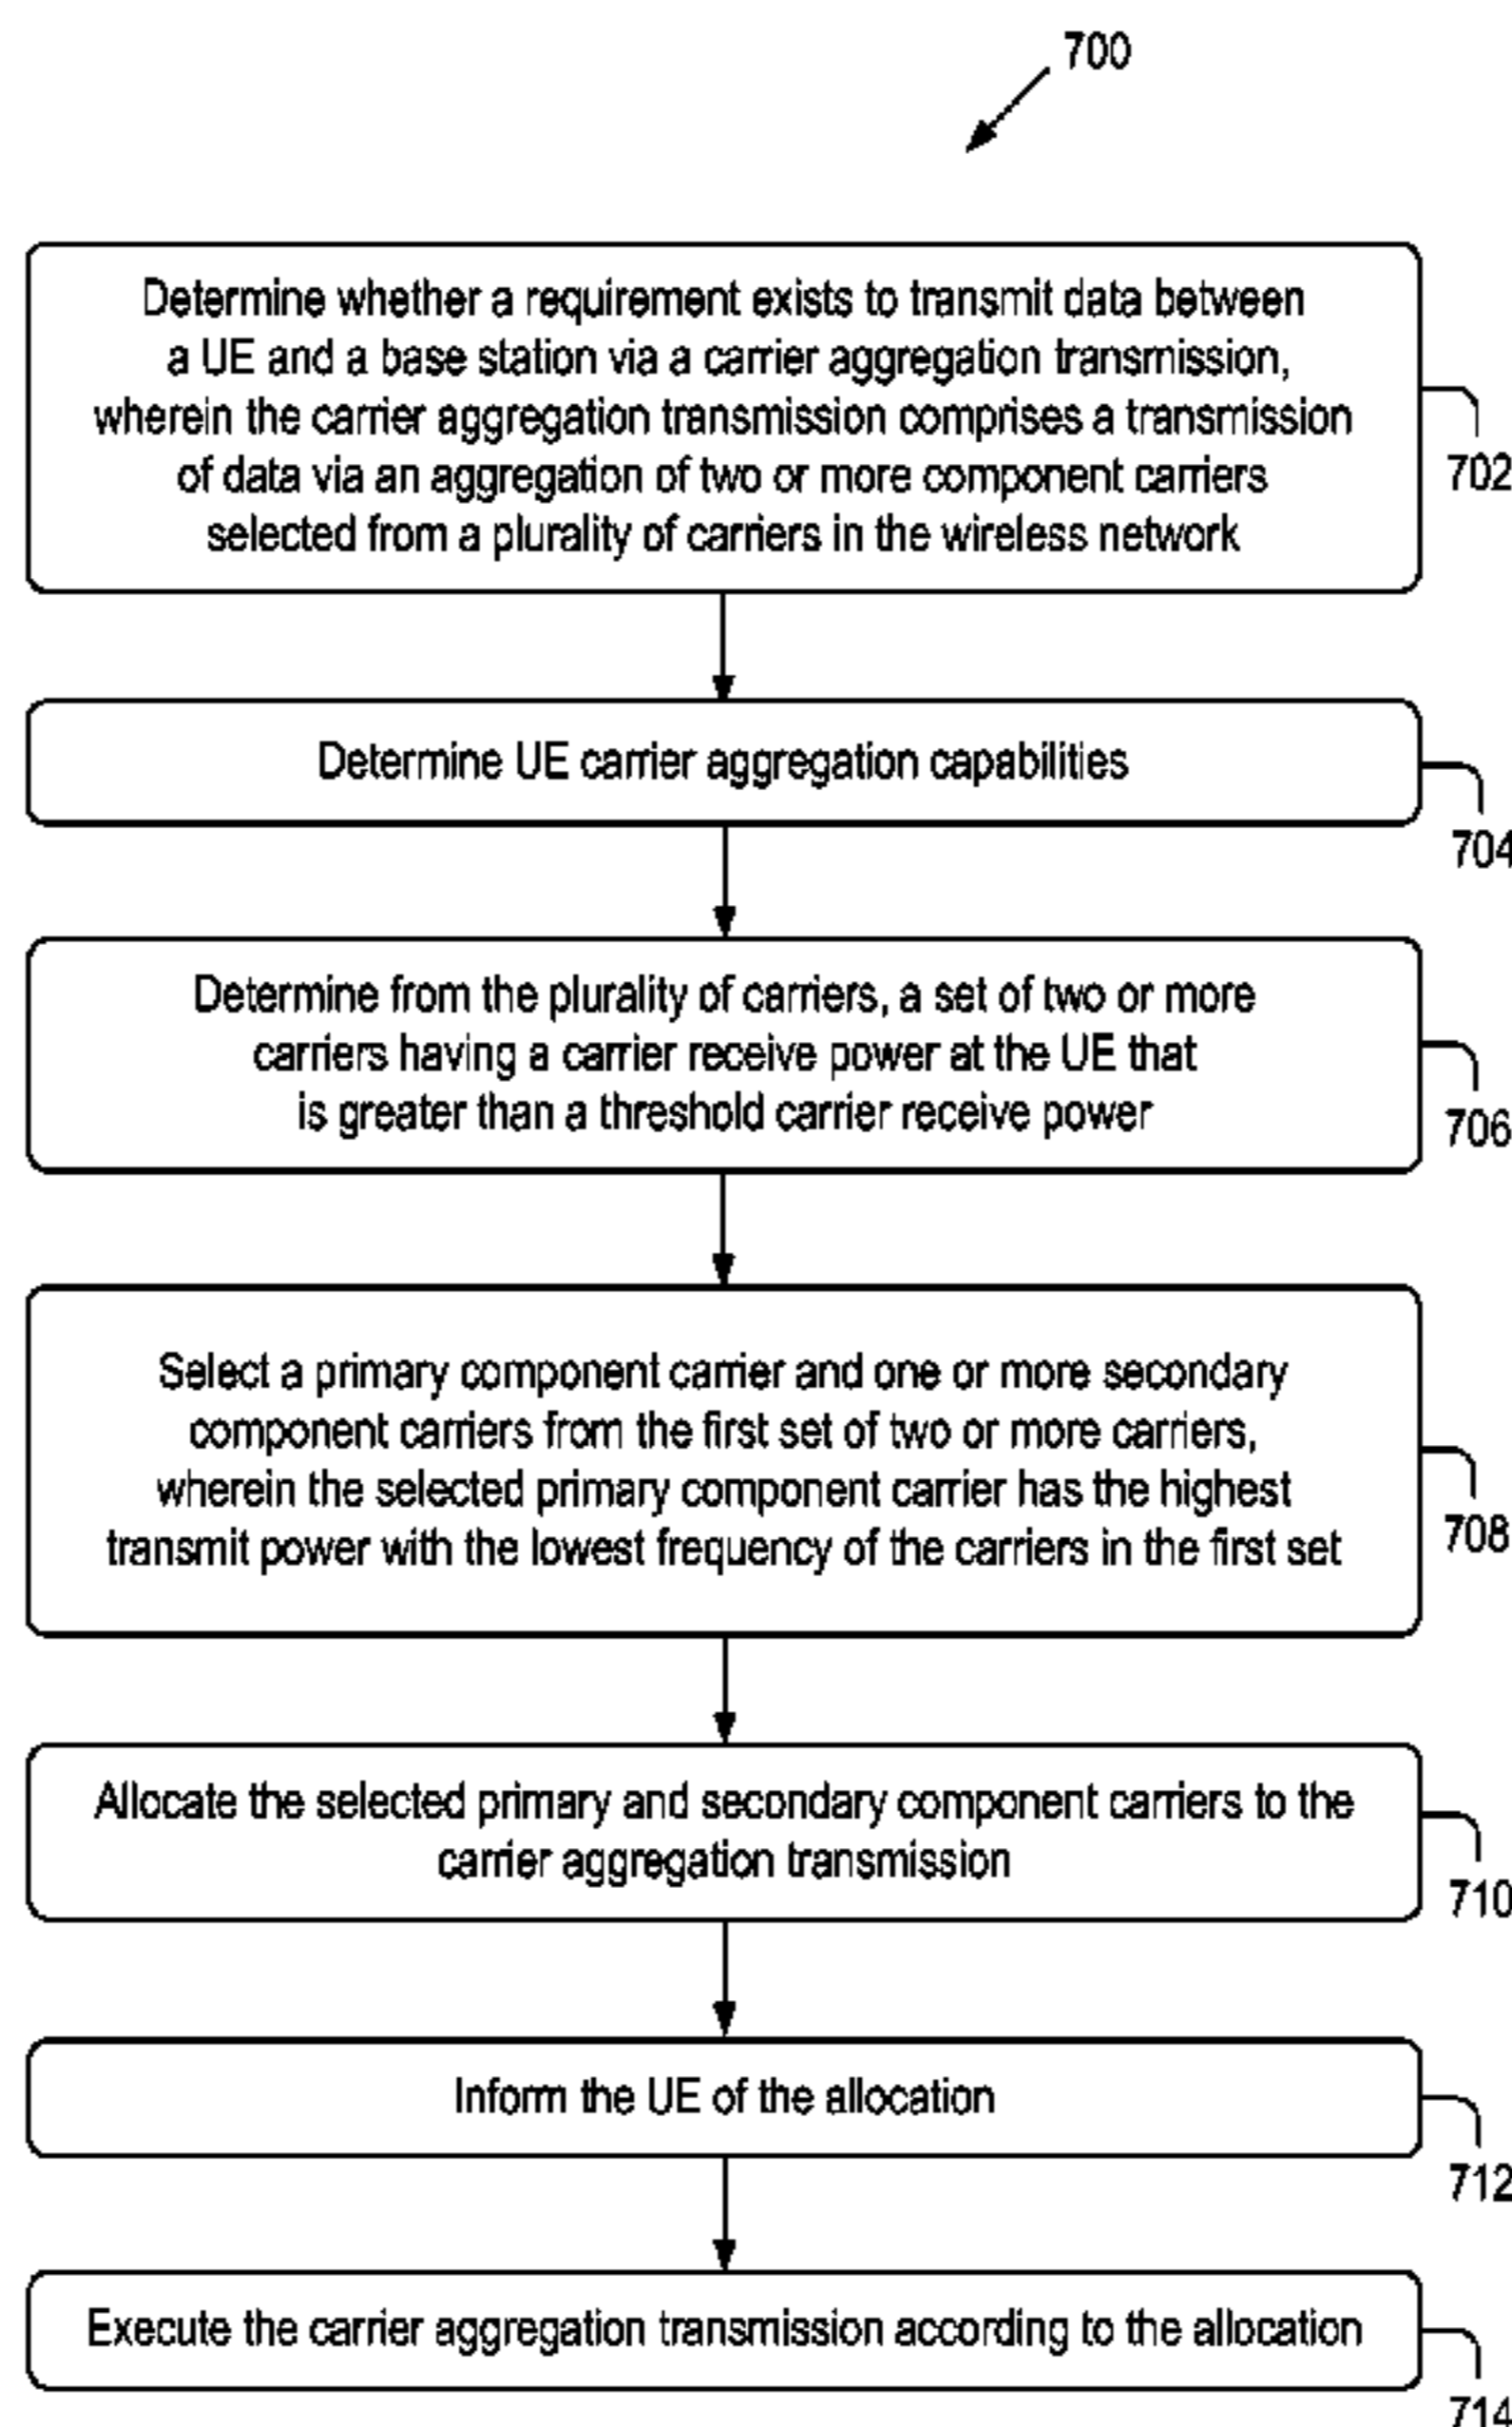 700
Determine whether a requirement exists to transmit data between
a UE and a base station via a carrier aggregation transmission,
wherein the carrier aggregation transmission comprises a transmission
of data via an aggregation of two or more component carriers
selected from a plurality of carriers in the wireless network
702
Determine UE carrier aggregation capabilities
704
Determine from the plurality of carriers, a set of two or more
carriers having a carrier receive power at the UE that
is greater than a threshold carrier receive power
706
Select a primary component carrier and one or more secondary
component carriers from the first set of two or more carriers,
wherein the selected primary component carrier has the highest
transmit power with the lowest frequency of the carriers in the first set
708
Allocate the selected primary and secondary component carriers to the
carrier aggregation transmission
710
Inform the UE of the allocation
712
Execute the carrier aggregation transmission according to the allocation
714